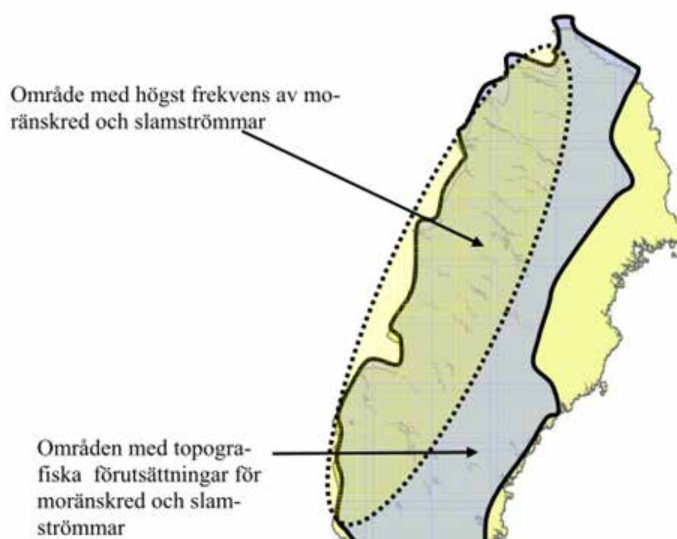 Område med högst frekvens av mo-
ränskred och slamströmmar
Områden med topogra-
fiska förutsättningar för
moränskred och slam-
strömmar